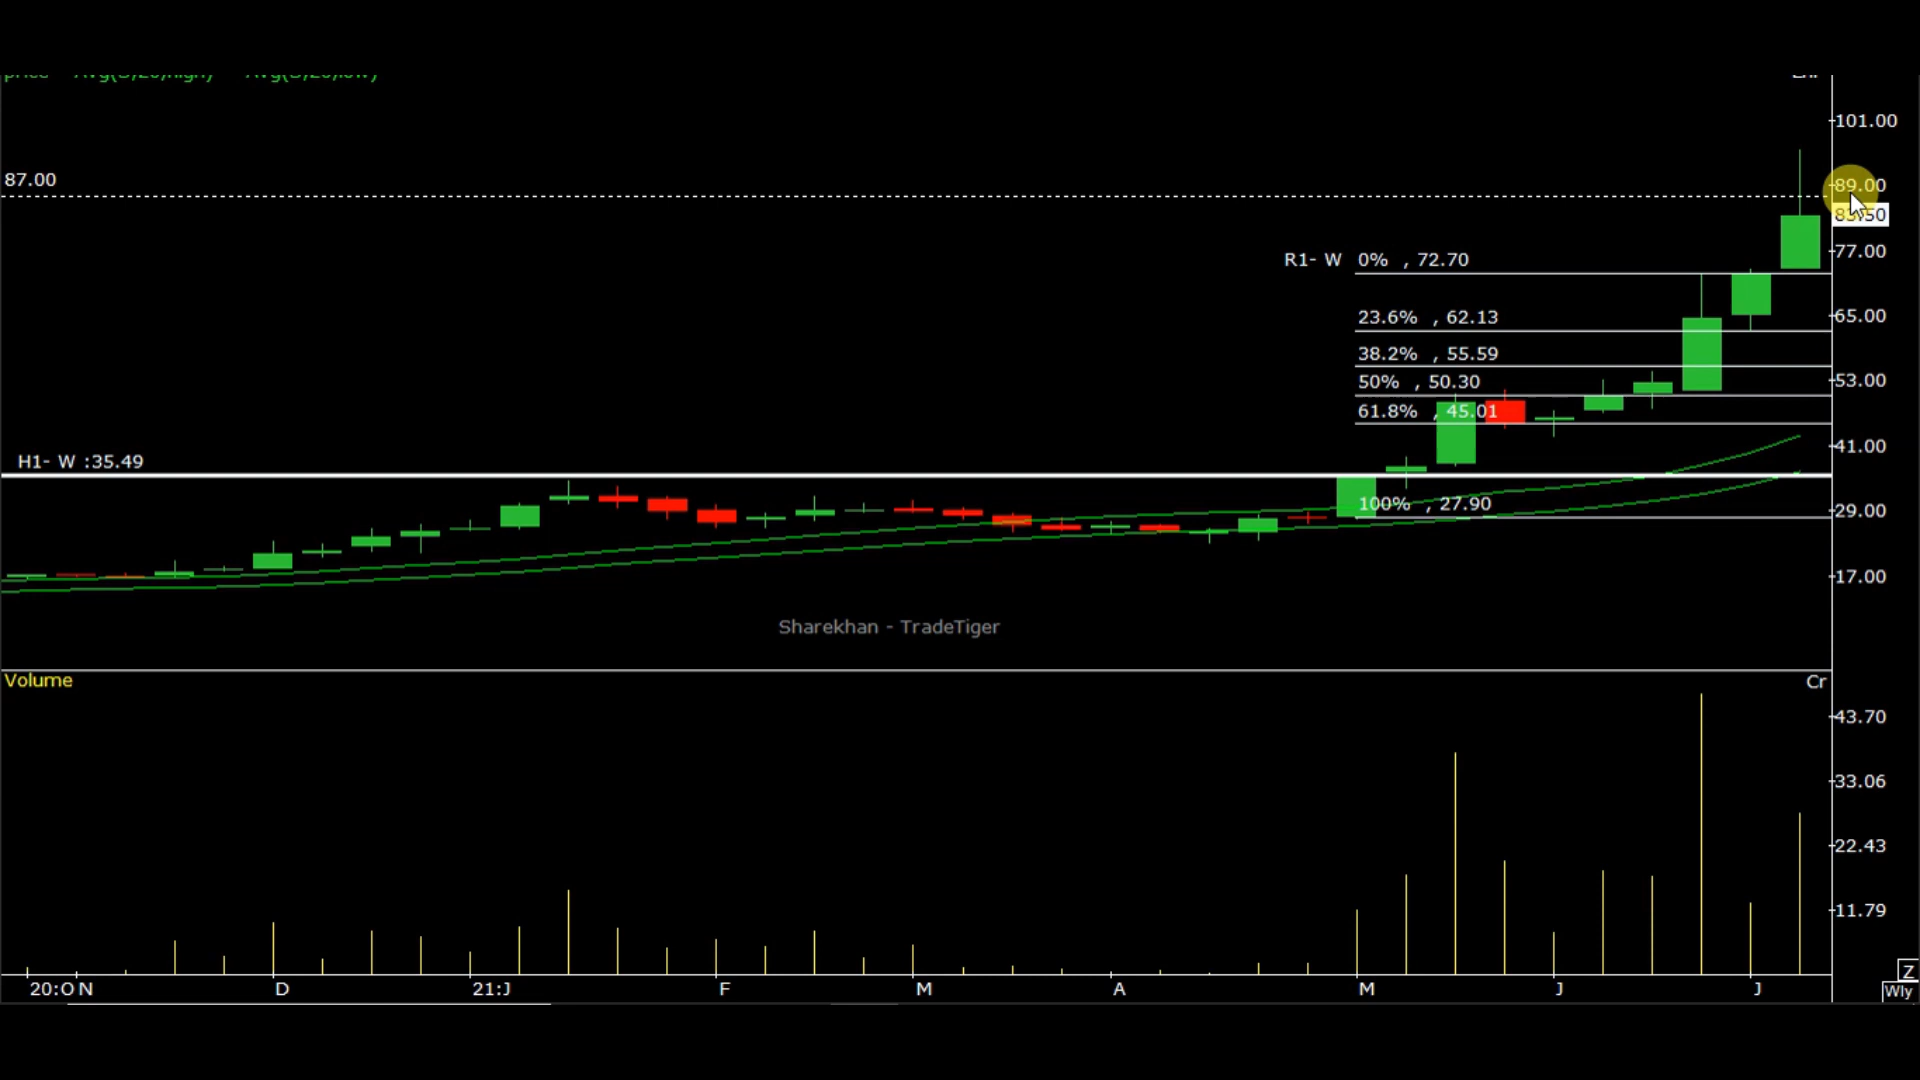 101.00
87.00
89.00
77.00
R1- W 0% , 72.70
23.6% , 62.13
65.00
38.2% , 55.59
50% , 50.30
53.00
61.8% , 45.01
H1- W :35.49
41.00
100% , 27.90
29.00
17.00
Sharekhan - TradeTiger
Volume
Cr
43.70
33.06
22.43
11.79
20:O N D 21:J F M A M J J
Z
Wly